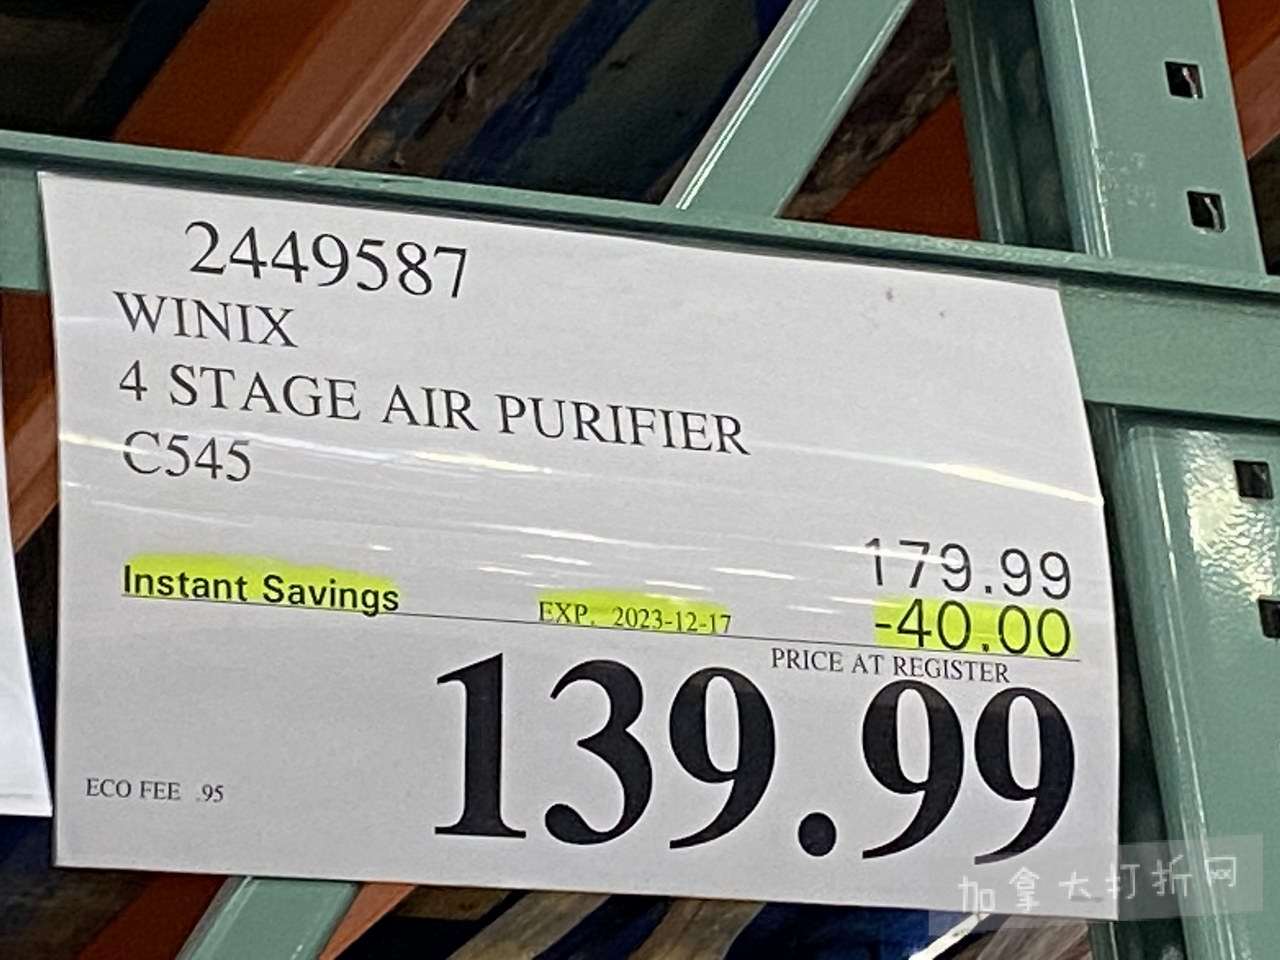 2449587
WINIX
4 STAGE AIR PURIFIER
C545
179.99
Instant Savings EXP. 2023-12-17 -40.00
PRICE AT REGISTER
139.99
ECO FEE .95
加拿大打折网